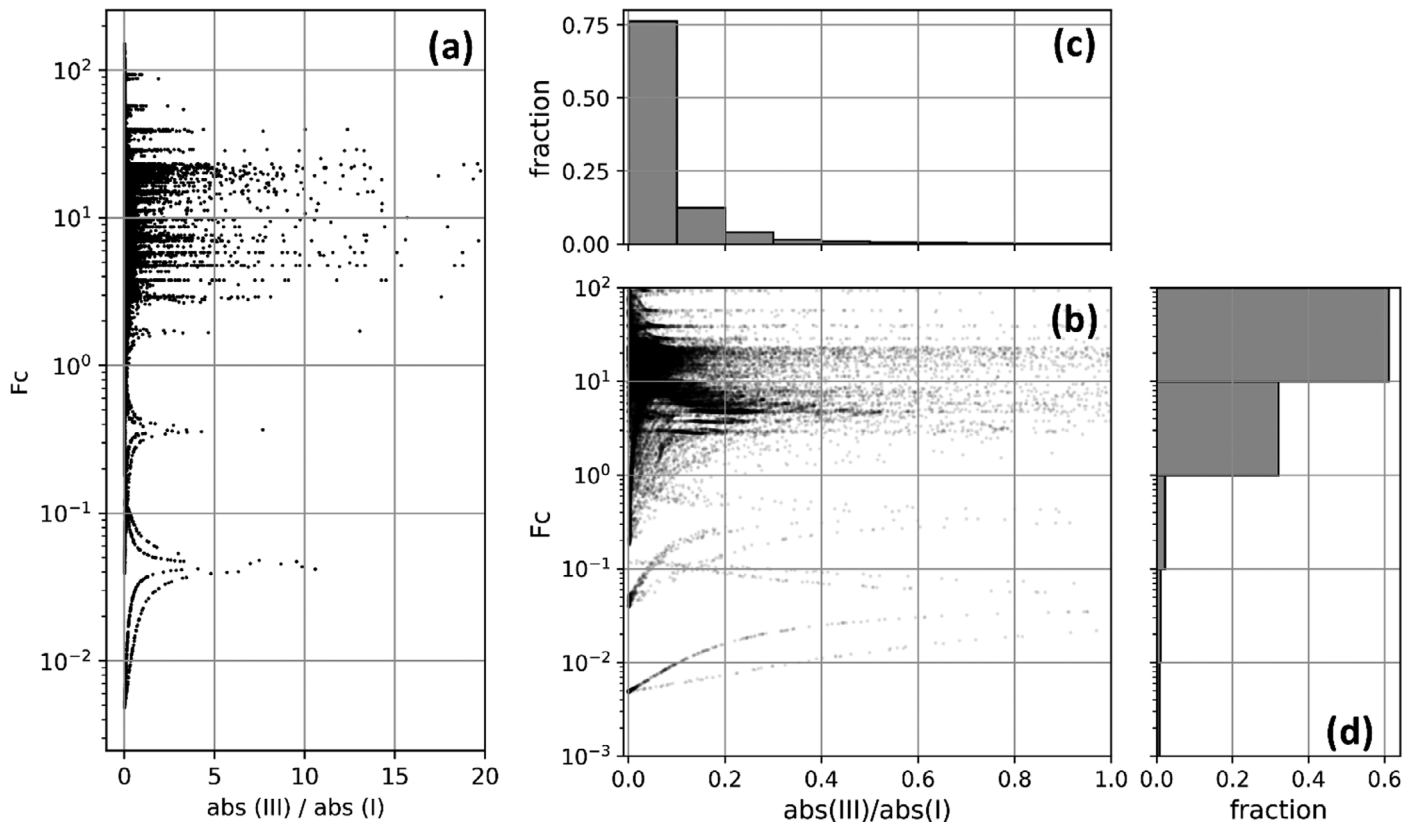 (a)
Fc
10²
10¹
10⁰
10⁻¹
10⁻²
0 5 10 15 20
abs (III) / abs (I)
(c)
fraction
0.75
0.50
0.25
0.00
(b)
Fc
10²
10¹
10⁰
10⁻¹
10⁻²
10⁻³
0.0 0.2 0.4 0.6 0.8 1.0
abs(III)/abs(I)
(d)
0.0 0.2 0.4 0.6
fraction